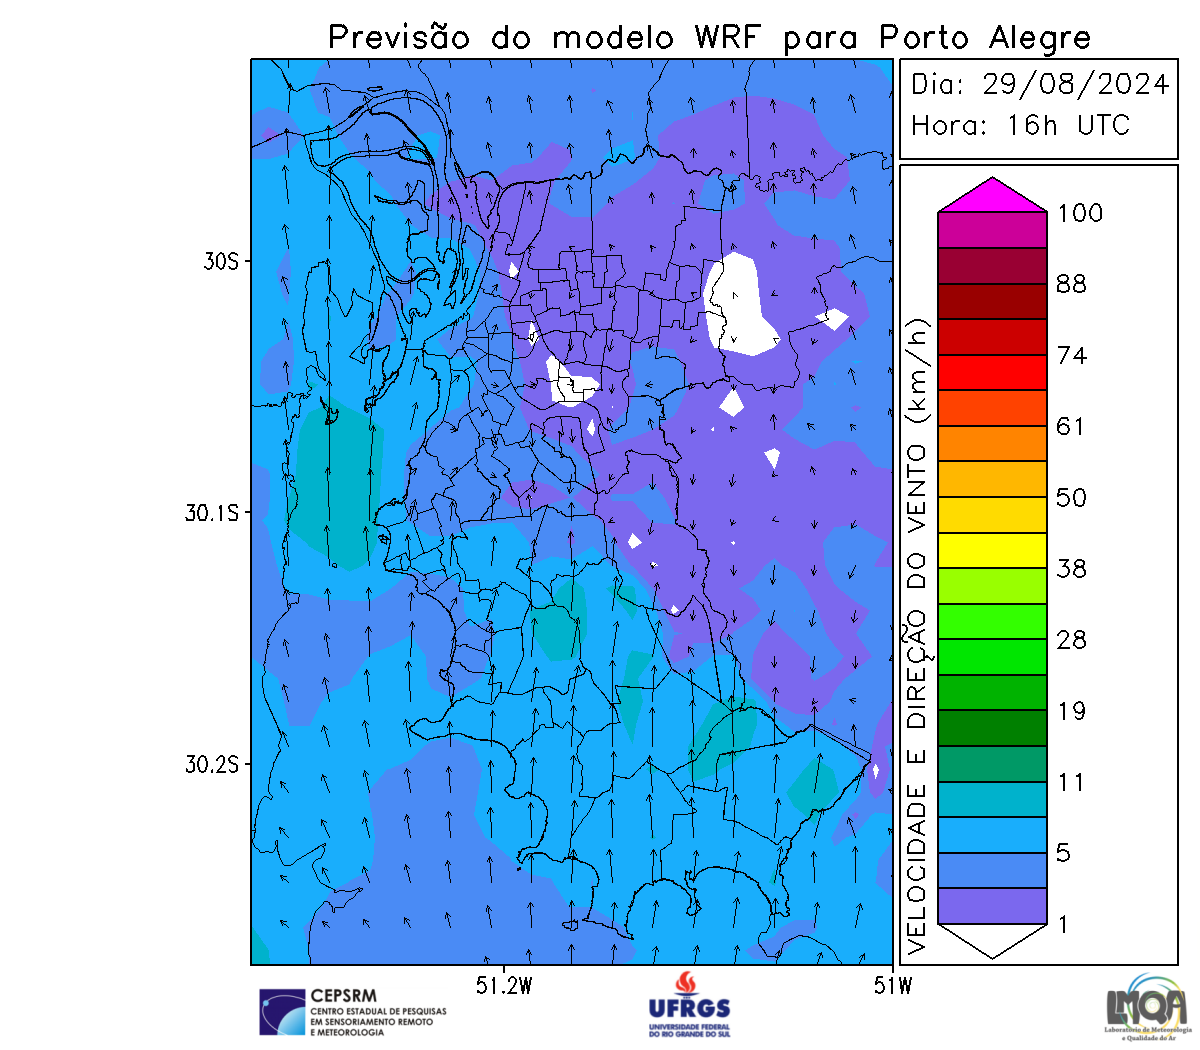 Previsão do modelo WRF para Porto Alegre
Dia: 29/08/2024
Hora: 16h UTC
30S
30.1S
30.2S
51.2W
51W
VELOCIDADE E DIREÇÃO DO VENTO (km/h)
100
88
74
61
50
38
28
19
11
5
1
CEPSRM
CENTRO ESTADUAL DE PESQUISAS
EM SENSORIAMENTO REMOTO
E METEOROLOGIA
UFRGS
UNIVERSIDADE FEDERAL
DO RIO GRANDE DO SUL
LMQA
Laboratório de Meteorologia
e Qualidade do Ar